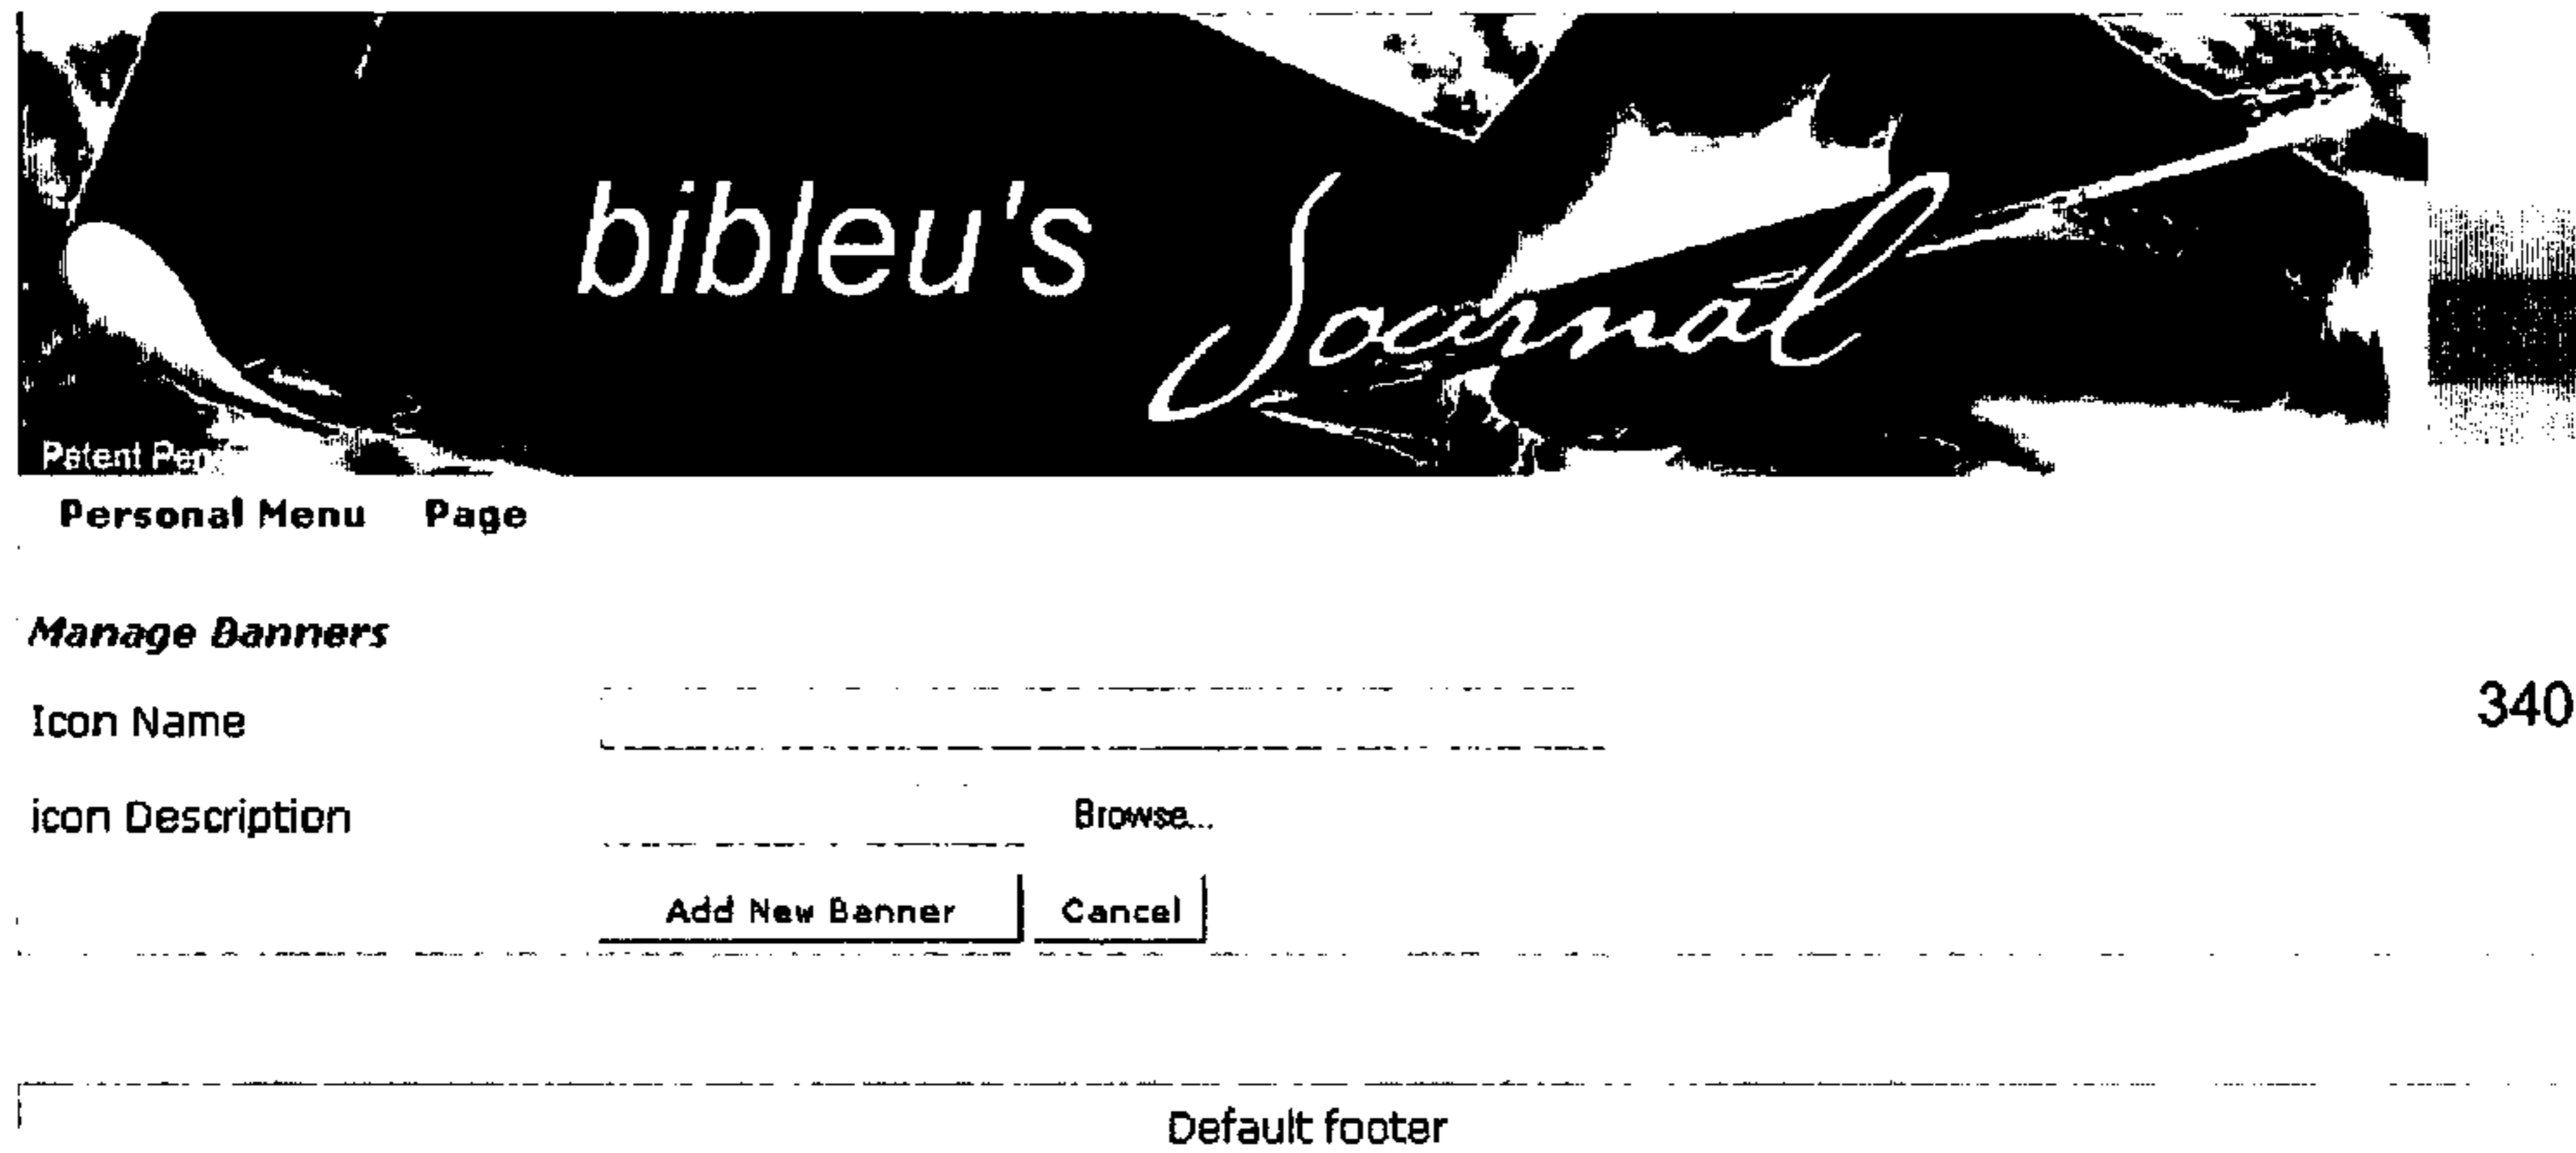 bibleu's Journal
Patent Pen
Personal Menu Page
Manage Banners
Icon Name
340
icon Description Browse...
Add New Banner Cancel
Default footer